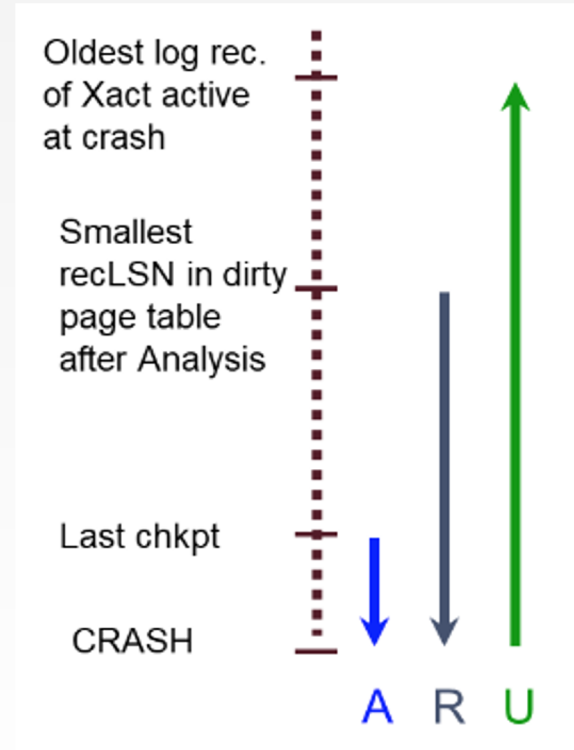 Oldest log rec.
of Xact active
at crash
Smallest
recLSN in dirty
page table
after Analysis
Last chkpt
CRASH
A R U